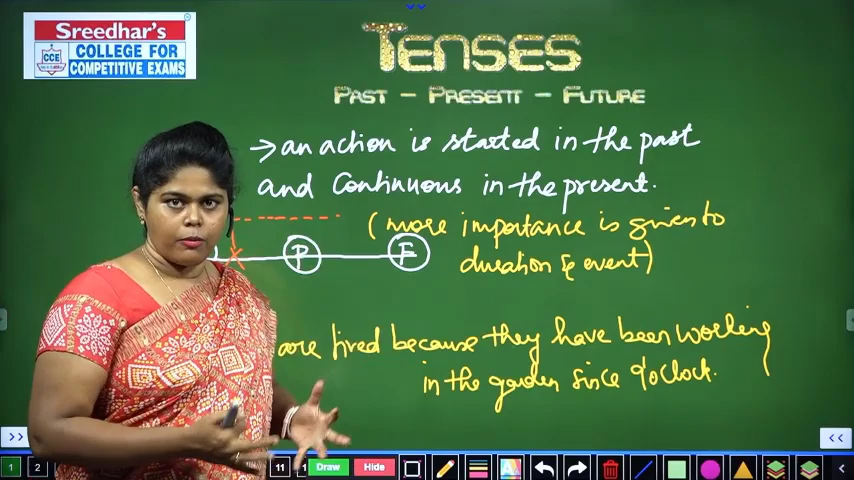 Sreedhar's
CCE
COLLEGE FOR
COMPETITIVE EXAMS
TENSES
PAST – PRESENT – FUTURE
→ an action is started in the past
and continuous in the present.
(more importance is given to
duration & event)
P F
are tired because they have been working
in the garden since 9'oclock.
>>
<<
1 2
11 1 Draw Hide